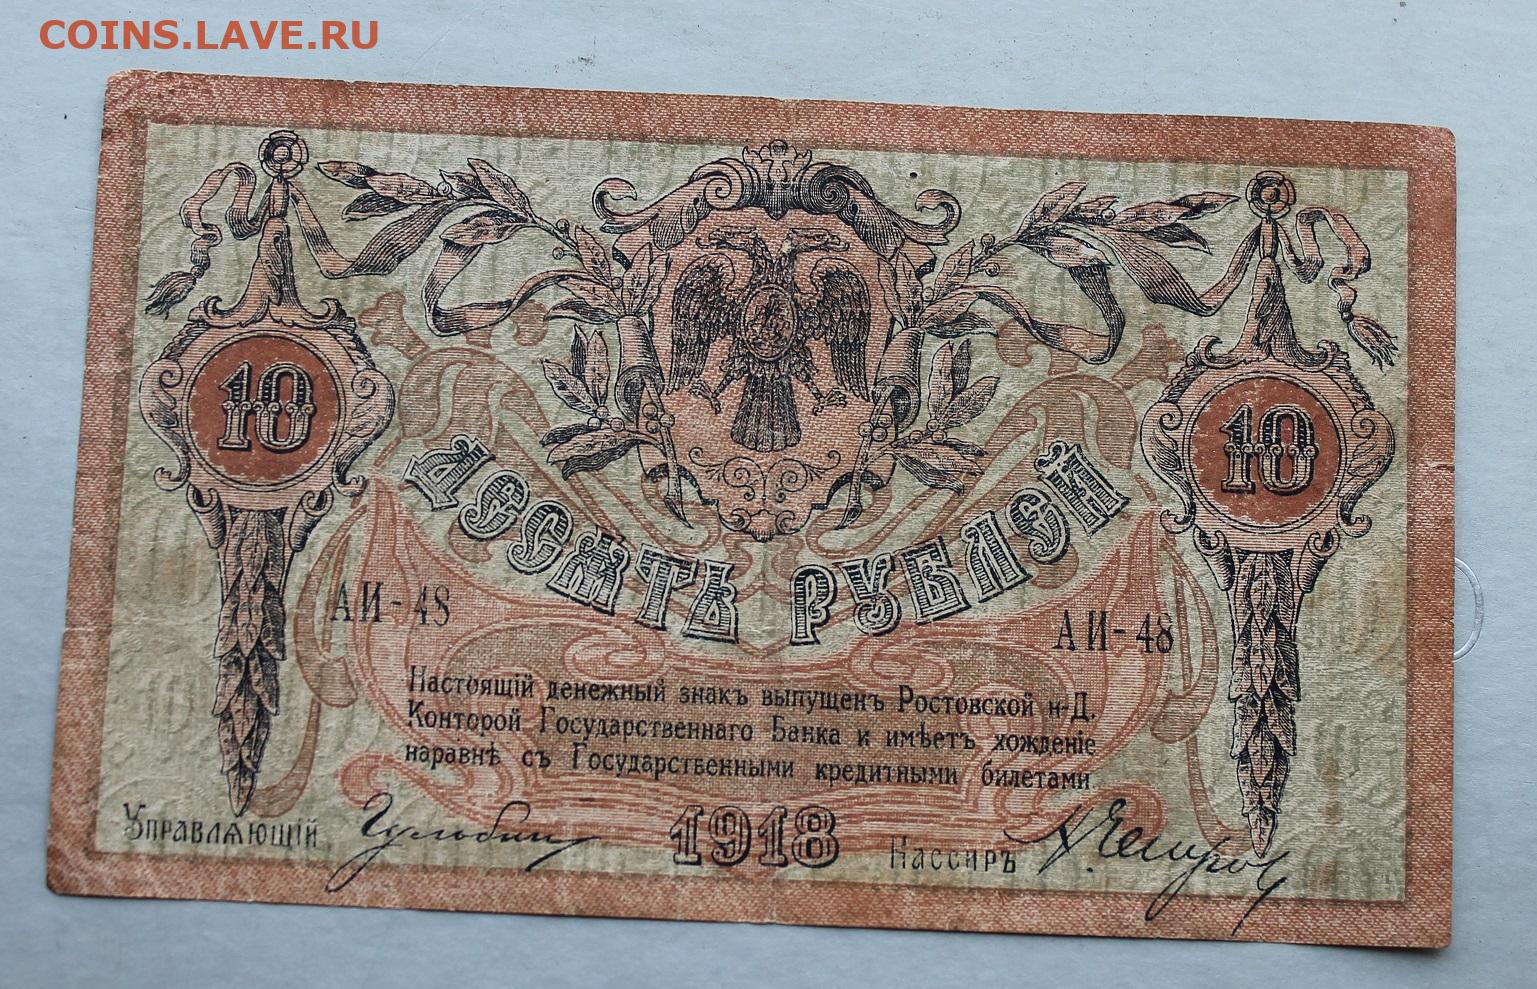 COINS.LAVE.RU
10
10
ДЕСЯТЬ РУБЛЕЙ
АИ-48
АИ-48
Настоящій денежный знакъ выпущенъ Ростовской н-Д.
Конторой Государственнаго Банка и имѣетъ хожденіе
наравнѣ съ Государственными кредитными билетами.
Управляющій
1918
Кассиръ